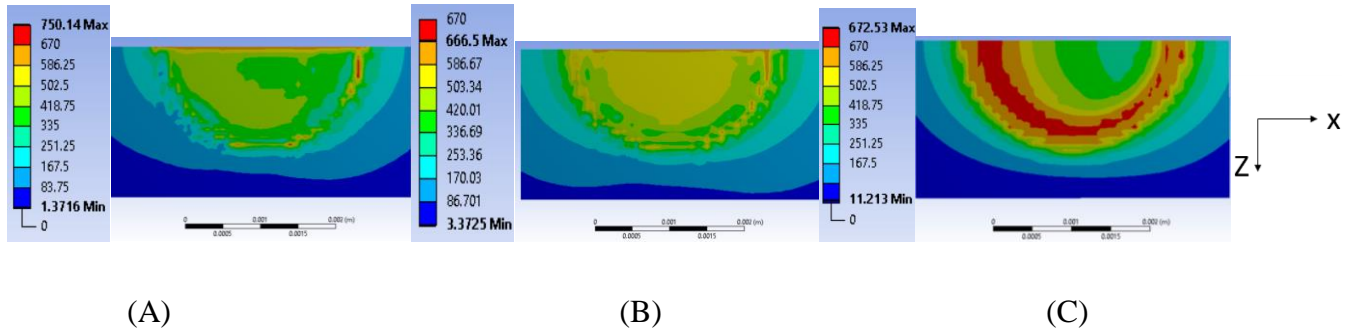 750.14 Max
670
586.25
502.5
418.75
335
251.25
167.5
83.75
1.3716 Min
0
0 0.001 0.002 (m)
0.0005 0.0015
670
666.5 Max
586.67
503.34
420.01
336.69
253.36
170.03
86.701
3.3725 Min
0 0.001 0.002 (m)
0.0005 0.0015
672.53 Max
670
586.25
502.5
418.75
335
251.25
167.5
11.213 Min
0
0 0.001 0.002 (m)
0.0005 0.0015
X
Z
(A) (B) (C)